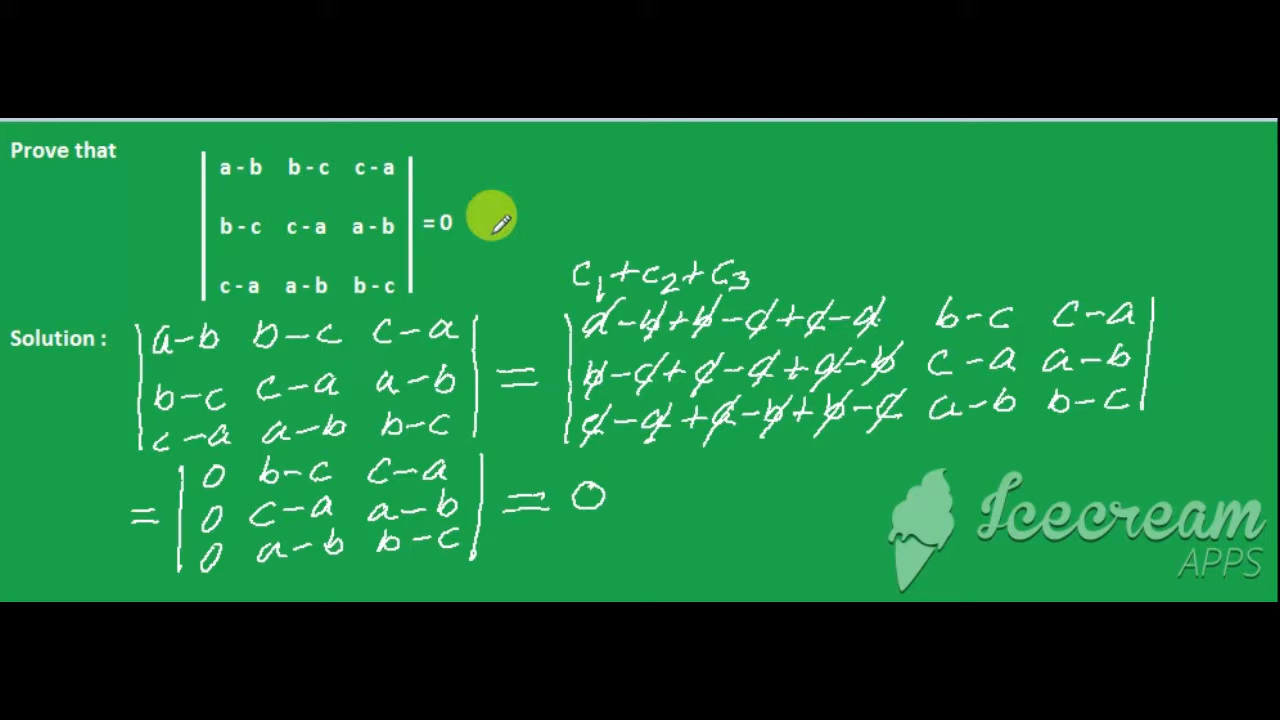 Prove that
a - b b - c c - a
b - c c - a a - b = 0
c - a a - b b - c
C₁+C₂+C₃
Solution : |a-b b-c c-a| |a-b+b-c+c-a b-c c-a|
|b-c c-a a-b| = |b-c+c-a+a-b c-a a-b|
|c-a a-b b-c| |c-a+a-b+b-c a-b b-c|
|0 b-c c-a|
= |0 c-a a-b| = 0
|0 a-b b-c|
Icecream
APPS